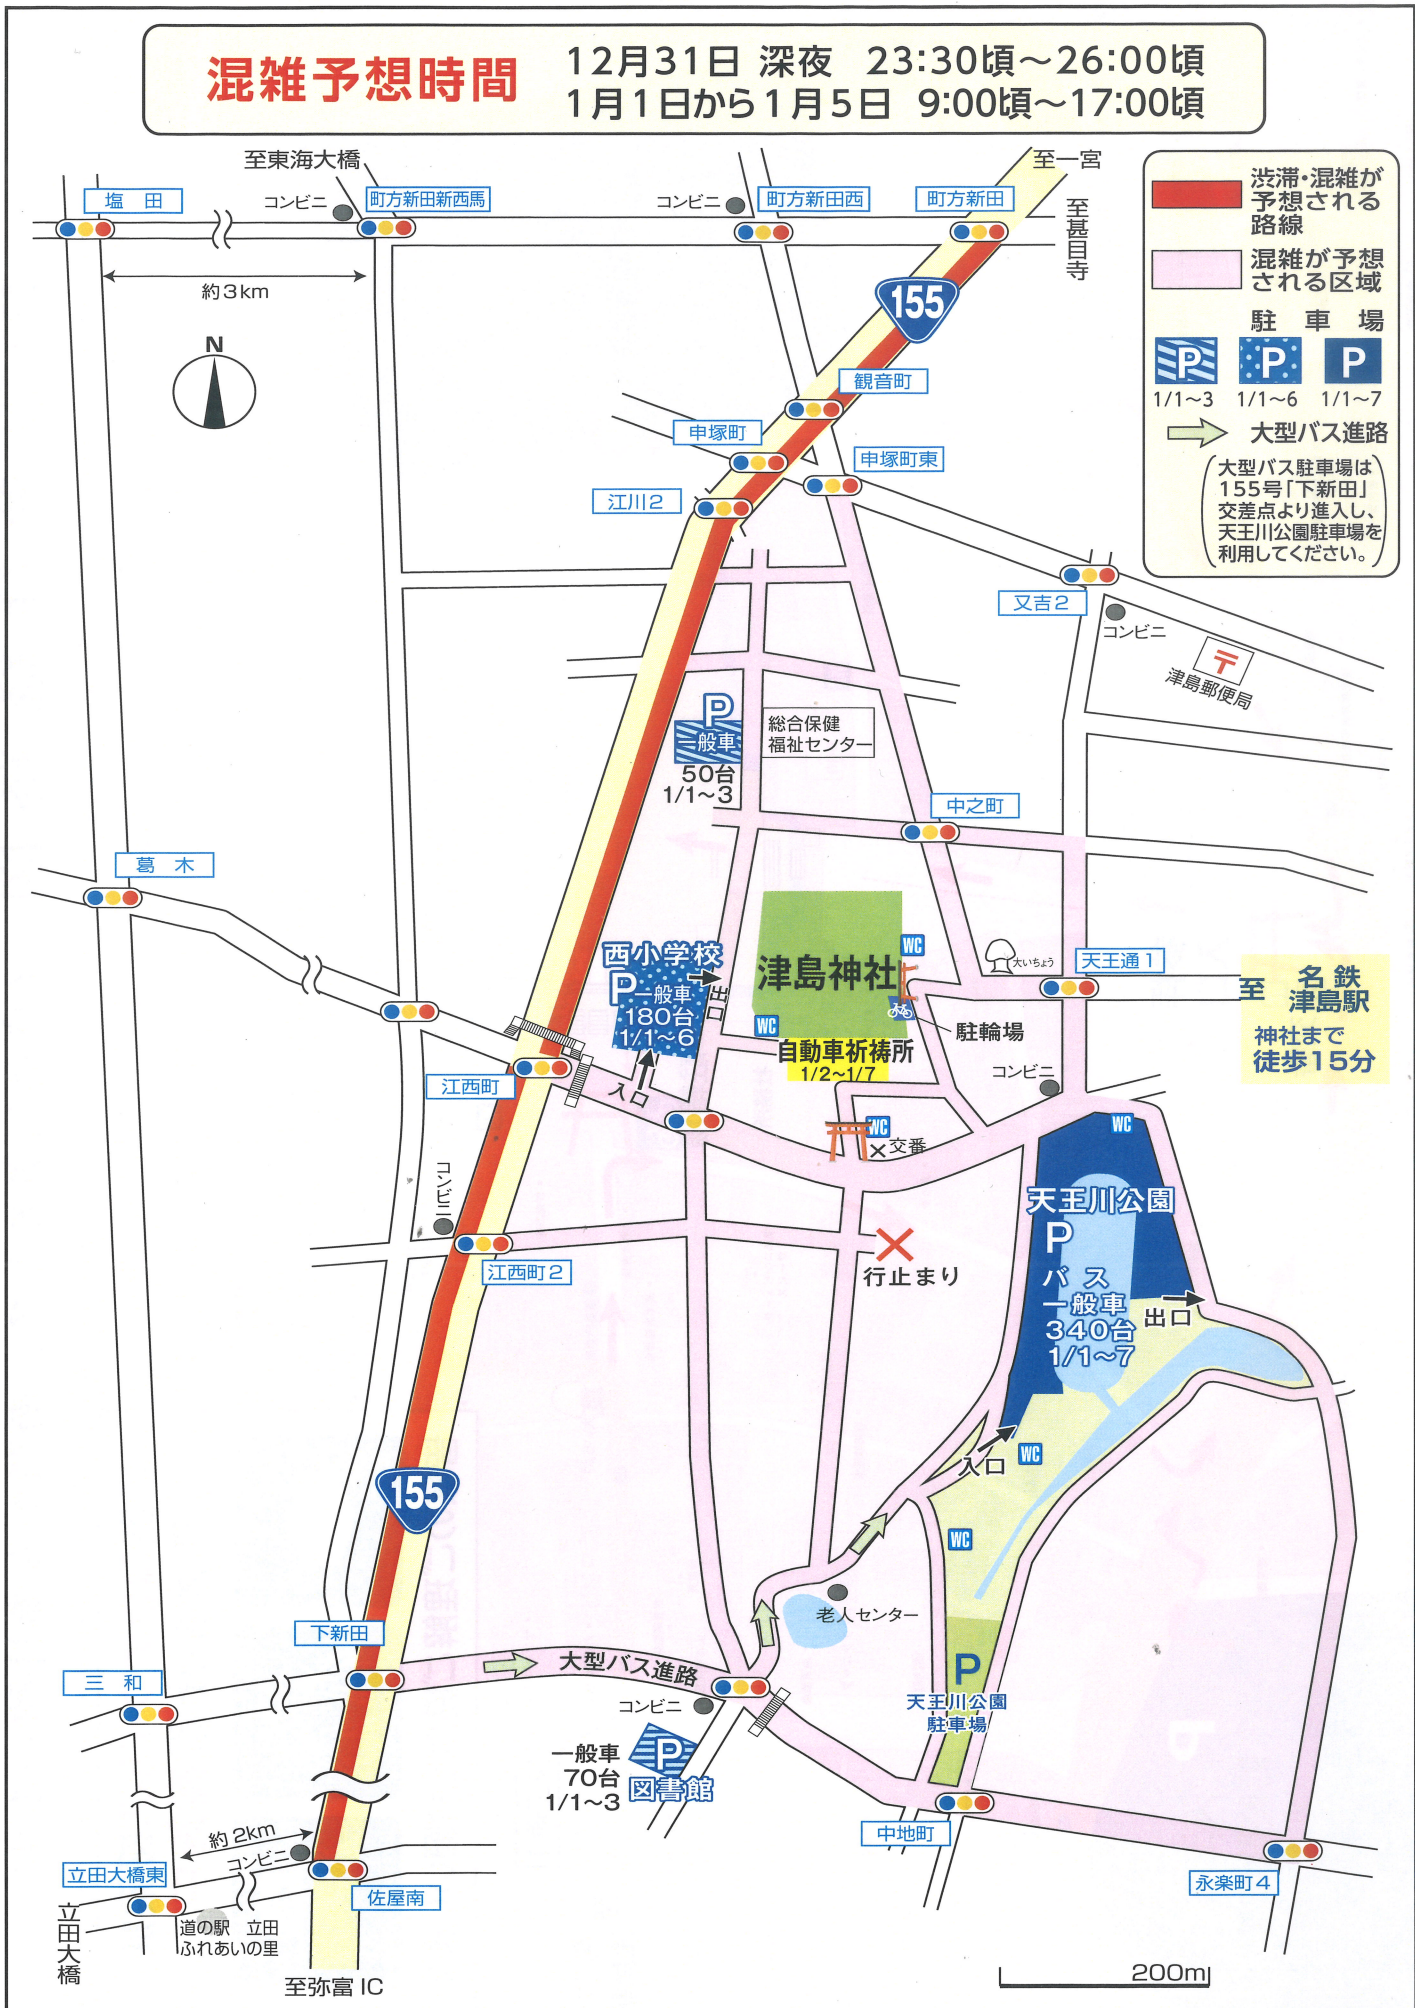 混雑予想時間
12月31日 深夜 23:30頃～26:00頃
1月1日から1月5日 9:00頃～17:00頃
至東海大橋
至一宮
至甚目寺
塩田
コンビニ
町方新田新西馬
コンビニ
町方新田西
町方新田
約3km
N
155
渋滞・混雑が
予想される
路線
混雑が予想
される区域
駐車場
P
P
P
1/1～3
1/1～6
1/1～7
大型バス進路
大型バス駐車場は
155号「下新田」
交差点より進入し、
天王川公園駐車場を
利用してください。
観音町
申塚町
申塚町東
江川2
又吉2
コンビニ
津島郵便局
P
一般車
50台
1/1～3
総合保健
福祉センター
中之町
葛木
西小学校
P
一般車
180台
1/1～6
出口
入口
津島神社
WC
WC
大いちょう
天王通1
駐輪場
自動車祈祷所
1/2～1/7
至 名鉄
津島駅
神社まで
徒歩15分
コンビニ
江西町
WC
交番
WC
コンビニ
江西町2
行止まり
天王川公園
P
バス
一般車
340台
1/1～7
出口
入口
WC
WC
155
下新田
三和
大型バス進路
コンビニ
老人センター
P
天王川公園
駐車場
一般車
70台
1/1～3
P
図書館
中地町
永楽町4
約2km
コンビニ
立田大橋東
立田大橋
道の駅 立田
ふれあいの里
佐屋南
至弥富IC
200m